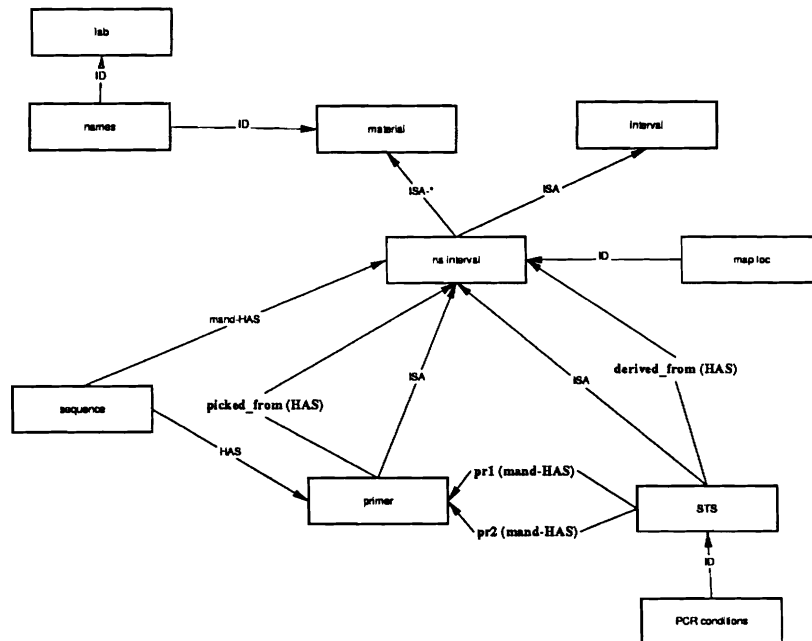 lab
ID
names
ID
material
interval
ISA-*
ISA
na interval
ID
map loc
mand-HAS
ISA
ISA
derived_from (HAS)
picked_from (HAS)
sequence
HAS
pr1 (mand-HAS)
primer
STS
pr2 (mand-HAS)
ID
PCR conditions